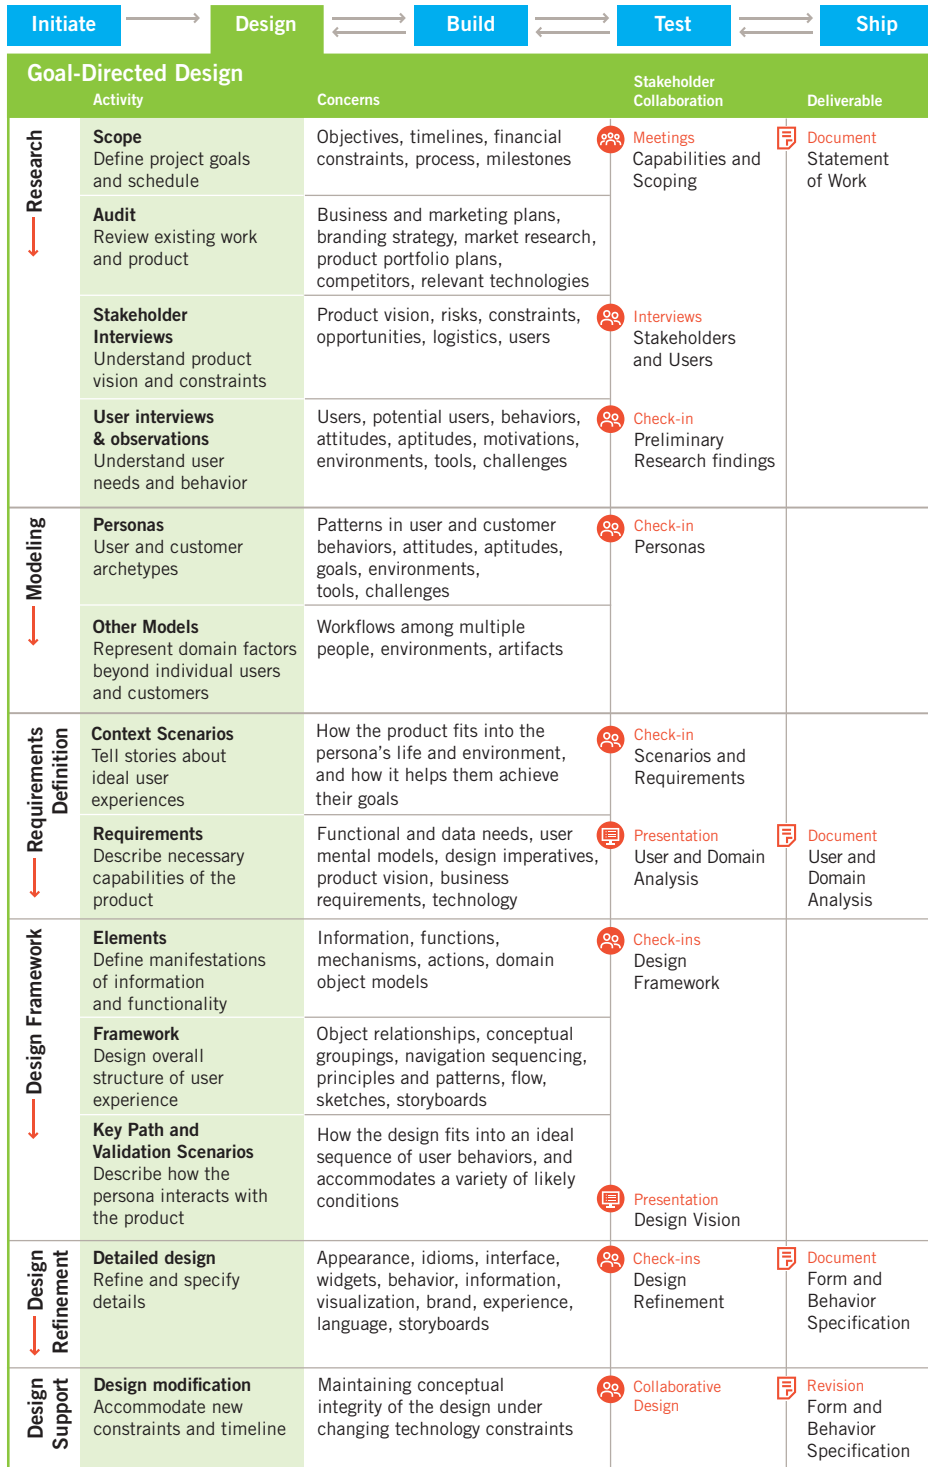 Initiate
Design
Build
Test
Ship
Goal-Directed Design
Activity
Concerns
Stakeholder
Collaboration
Deliverable
Research
Scope
Define project goals
and schedule
Objectives, timelines, financial
constraints, process, milestones
Meetings
Capabilities and
Scoping
Document
Statement
of Work
Audit
Review existing work
and product
Business and marketing plans,
branding strategy, market research,
product portfolio plans,
competitors, relevant technologies
Stakeholder
Interviews
Understand product
vision and constraints
Product vision, risks, constraints,
opportunities, logistics, users
Interviews
Stakeholders
and Users
User interviews
& observations
Understand user
needs and behavior
Users, potential users, behaviors,
attitudes, aptitudes, motivations,
environments, tools, challenges
Check-in
Preliminary
Research findings
Modeling
Personas
User and customer
archetypes
Patterns in user and customer
behaviors, attitudes, aptitudes,
goals, environments,
tools, challenges
Check-in
Personas
Other Models
Represent domain factors
beyond individual users
and customers
Workflows among multiple
people, environments, artifacts
Requirements
Definition
Context Scenarios
Tell stories about
ideal user
experiences
How the product fits into the
persona’s life and environment,
and how it helps them achieve
their goals
Check-in
Scenarios and
Requirements
Requirements
Describe necessary
capabilities of the
product
Functional and data needs, user
mental models, design imperatives,
product vision, business
requirements, technology
Presentation
User and Domain
Analysis
Document
User and
Domain
Analysis
Design Framework
Elements
Define manifestations
of information
and functionality
Information, functions,
mechanisms, actions, domain
object models
Check-ins
Design
Framework
Framework
Design overall
structure of user
experience
Object relationships, conceptual
groupings, navigation sequencing,
principles and patterns, flow,
sketches, storyboards
Key Path and
Validation Scenarios
Describe how the
persona interacts with
the product
How the design fits into an ideal
sequence of user behaviors, and
accommodates a variety of likely
conditions
Presentation
Design Vision
Design
Refinement
Detailed design
Refine and specify
details
Appearance, idioms, interface,
widgets, behavior, information,
visualization, brand, experience,
language, storyboards
Check-ins
Design
Refinement
Document
Form and
Behavior
Specification
Design
Support
Design modification
Accommodate new
constraints and timeline
Maintaining conceptual
integrity of the design under
changing technology constraints
Collaborative
Design
Revision
Form and
Behavior
Specification